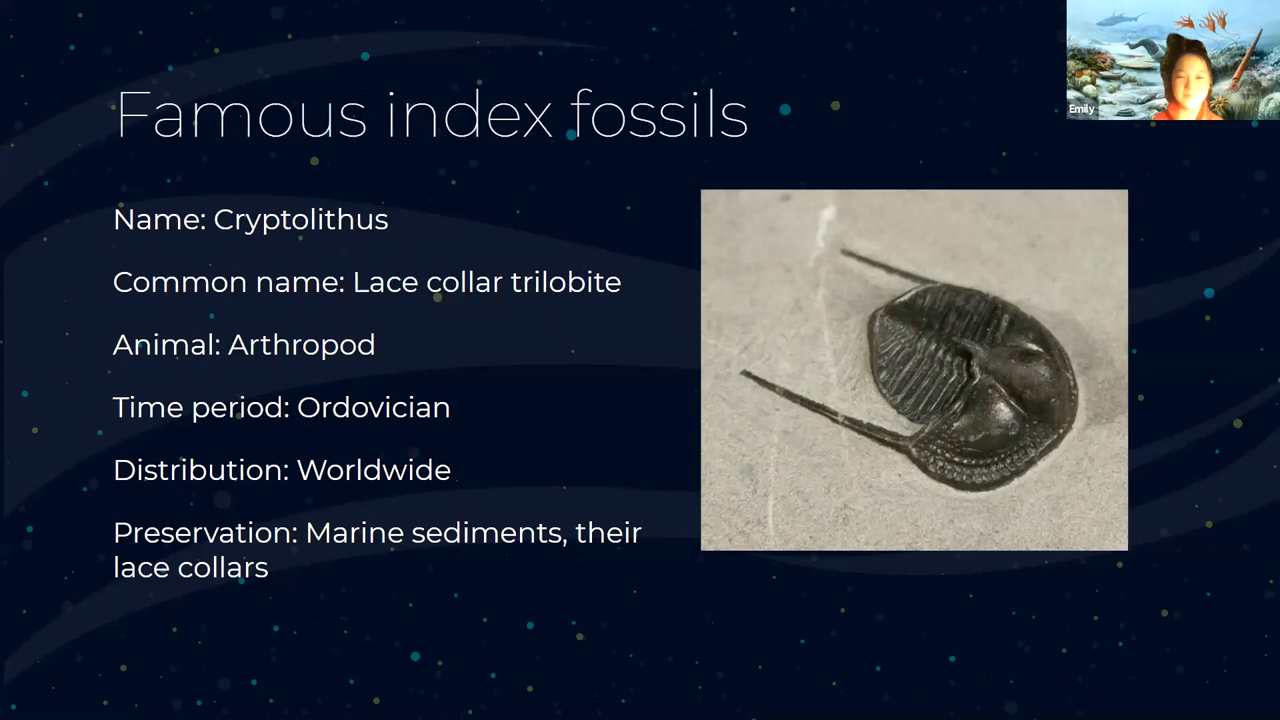 Famous index fossils
Name: Cryptolithus
Common name: Lace collar trilobite
Animal: Arthropod
Time period: Ordovician
Distribution: Worldwide
Preservation: Marine sediments, their
lace collars
Emily